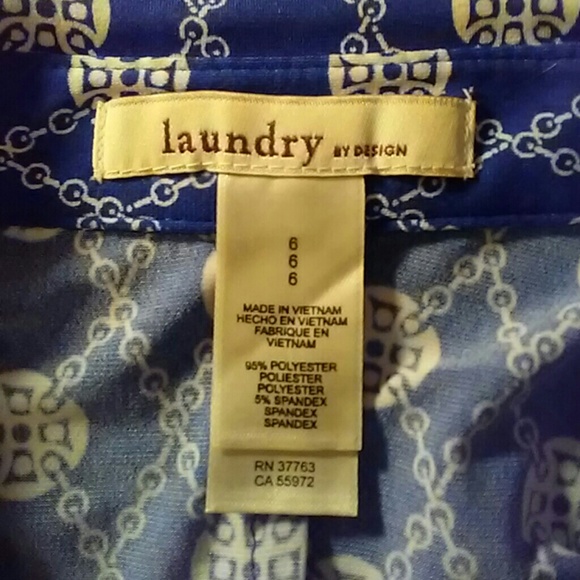 laundry BY DESIGN
6
6
6
MADE IN VIETNAM
HECHO EN VIETNAM
FABRIQUE EN
VIETNAM
95% POLYESTER
POLIESTER
POLYESTER
5% SPANDEX
SPANDEX
SPANDEX
RN 37763
CA 55972